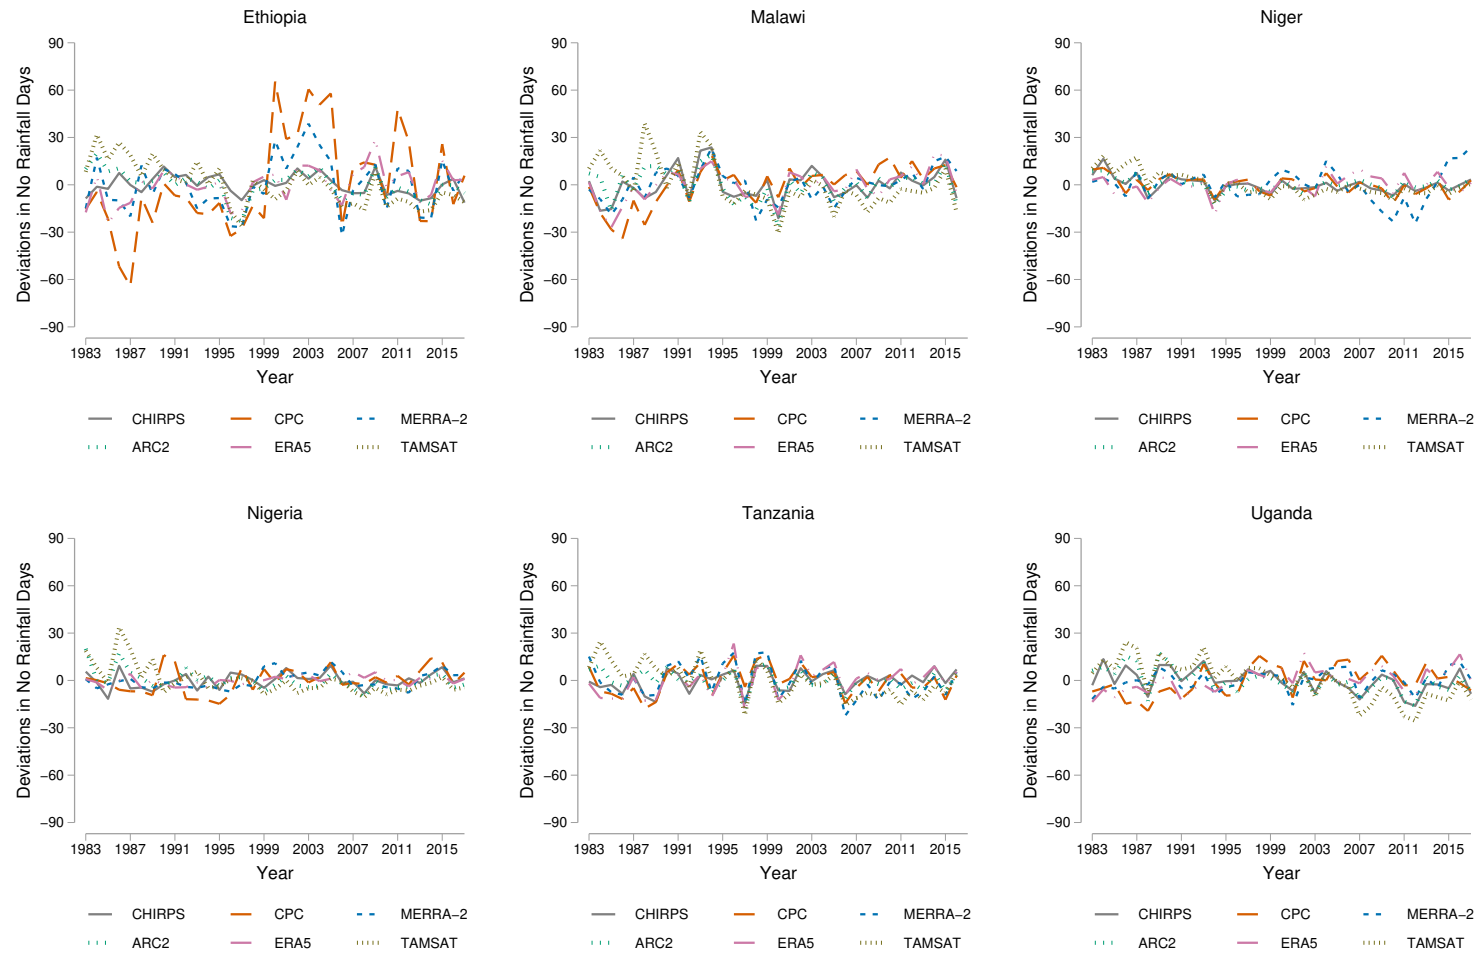 Ethiopia
Deviations in No Rainfall Days
90
60
30
0
−30
−60
−90
1983 1987 1991 1995 1999 2003 2007 2011 2015
Year
CHIRPS CPC MERRA−2
ARC2 ERA5 TAMSAT
Malawi
Deviations in No Rainfall Days
90
60
30
0
−30
−60
−90
1983 1987 1991 1995 1999 2003 2007 2011 2015
Year
CHIRPS CPC MERRA−2
ARC2 ERA5 TAMSAT
Niger
Deviations in No Rainfall Days
90
60
30
0
−30
−60
−90
1983 1987 1991 1995 1999 2003 2007 2011 2015
Year
CHIRPS CPC MERRA−2
ARC2 ERA5 TAMSAT
Nigeria
Deviations in No Rainfall Days
90
60
30
0
−30
−60
−90
1983 1987 1991 1995 1999 2003 2007 2011 2015
Year
CHIRPS CPC MERRA−2
ARC2 ERA5 TAMSAT
Tanzania
Deviations in No Rainfall Days
90
60
30
0
−30
−60
−90
1983 1987 1991 1995 1999 2003 2007 2011 2015
Year
CHIRPS CPC MERRA−2
ARC2 ERA5 TAMSAT
Uganda
Deviations in No Rainfall Days
90
60
30
0
−30
−60
−90
1983 1987 1991 1995 1999 2003 2007 2011 2015
Year
CHIRPS CPC MERRA−2
ARC2 ERA5 TAMSAT